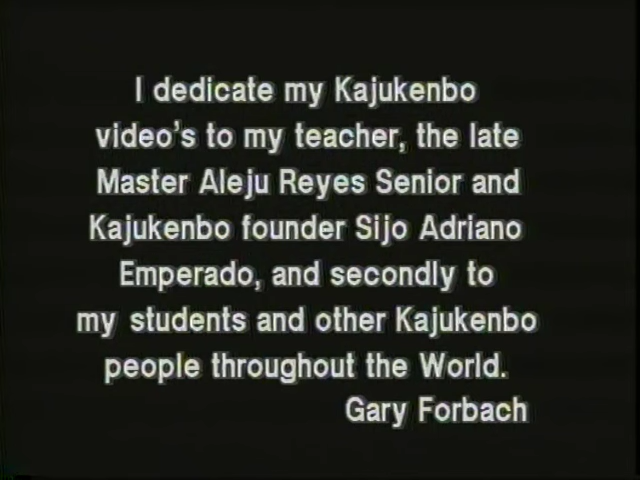 I dedicate my Kajukenbo
video's to my teacher, the late
Master Aleju Reyes Senior and
Kajukenbo founder Sijo Adriano
Emperado, and secondly to
my students and other Kajukenbo
people throughout the World.
Gary Forbach